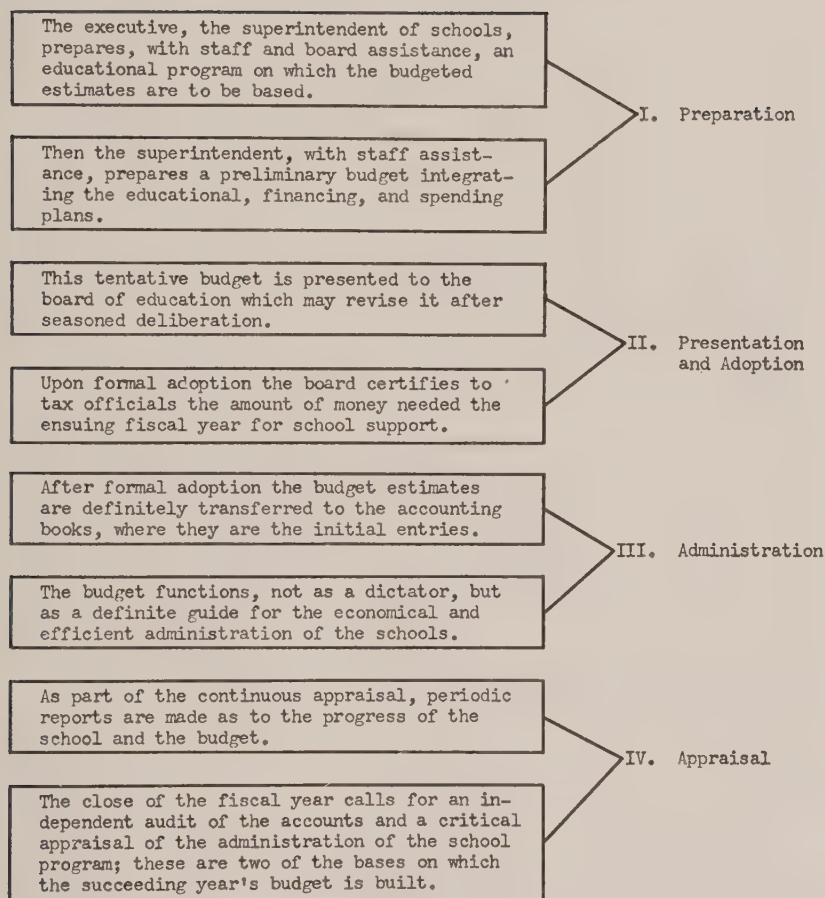 The executive, the superintendent of schools,
prepares, with staff and board assistance, an
educational program on which the budgeted
estimates are to be based.
I. Preparation
Then the superintendent, with staff assist-
ance, prepares a preliminary budget integrat-
ing the educational, financing, and spending
plans.
This tentative budget is presented to the
board of education which may revise it after
seasoned deliberation.
II. Presentation
and Adoption
Upon formal adoption the board certifies to
tax officials the amount of money needed the
ensuing fiscal year for school support.
After formal adoption the budget estimates
are definitely transferred to the accounting
books, where they are the initial entries.
III. Administration
The budget functions, not as a dictator, but
as a definite guide for the economical and
efficient administration of the schools.
As part of the continuous appraisal, periodic
reports are made as to the progress of the
school and the budget.
IV. Appraisal
The close of the fiscal year calls for an in-
dependent audit of the accounts and a critical
appraisal of the administration of the school
program; these are two of the bases on which
the succeeding year's budget is built.